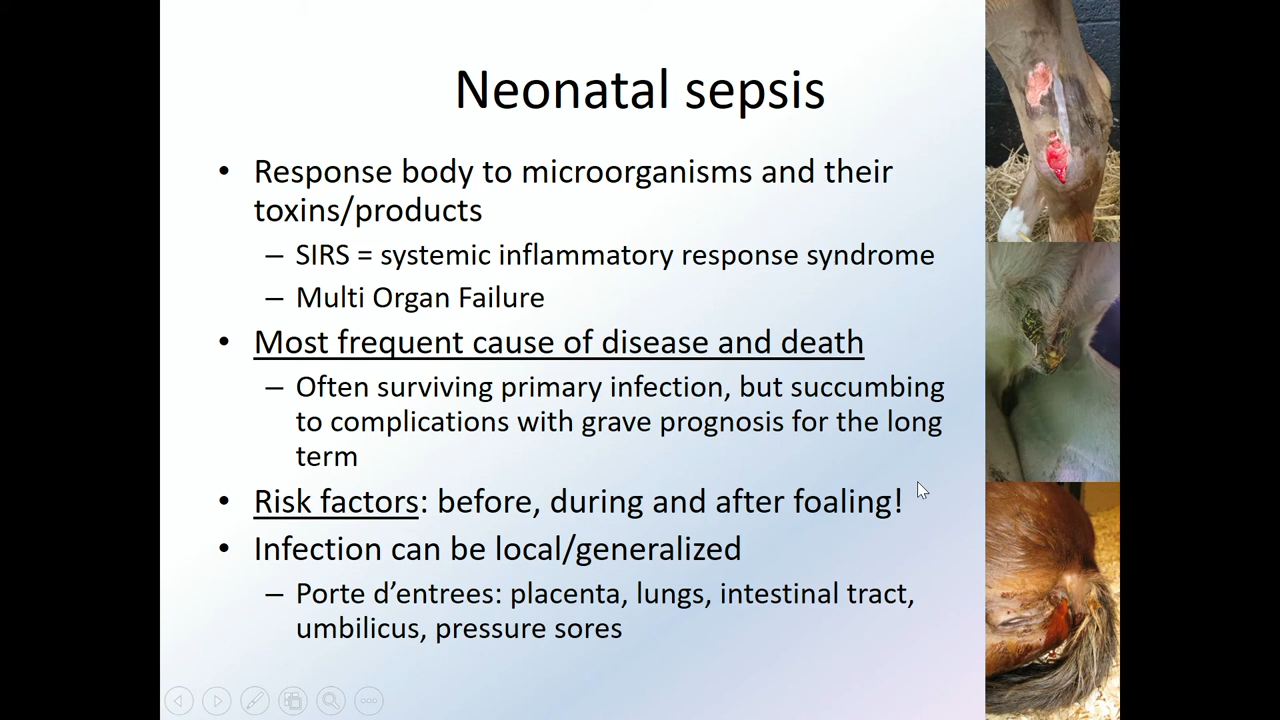 Neonatal sepsis
• Response body to microorganisms and their
toxins/products
– SIRS = systemic inflammatory response syndrome
– Multi Organ Failure
• Most frequent cause of disease and death
– Often surviving primary infection, but succumbing
to complications with grave prognosis for the long
term
• Risk factors: before, during and after foaling!
• Infection can be local/generalized
– Porte d’entrees: placenta, lungs, intestinal tract,
umbilicus, pressure sores